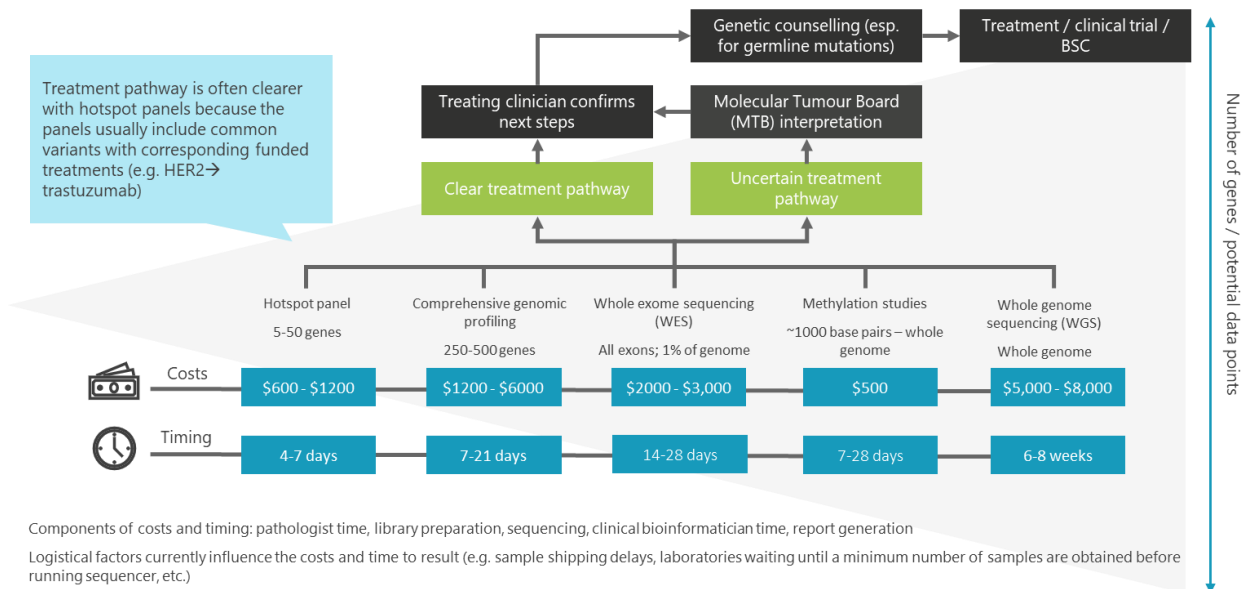 Genetic counselling (esp.
for germline mutations)
Treatment / clinical trial /
BSC
Treatment pathway is often clearer
with hotspot panels because the
panels usually include common
variants with corresponding funded
treatments (e.g. HER2→
trastuzumab)
Treating clinician confirms
next steps
Molecular Tumour Board
(MTB) interpretation
Clear treatment pathway
Uncertain treatment
pathway
Number of genes / potential data points
Hotspot panel
5-50 genes
Comprehensive genomic
profiling
250-500 genes
Whole exome sequencing
(WES)
All exons; 1% of genome
Methylation studies
~1000 base pairs – whole
genome
Whole genome
sequencing (WGS)
Whole genome
Costs
$600 - $1200
$1200 - $6000
$2000 - $3,000
$500
$5,000 - $8,000
Timing
4-7 days
7-21 days
14-28 days
7-28 days
6-8 weeks
Components of costs and timing: pathologist time, library preparation, sequencing, clinical bioinformatician time, report generation
Logistical factors currently influence the costs and time to result (e.g. sample shipping delays, laboratories waiting until a minimum number of samples are obtained before
running sequencer, etc.)